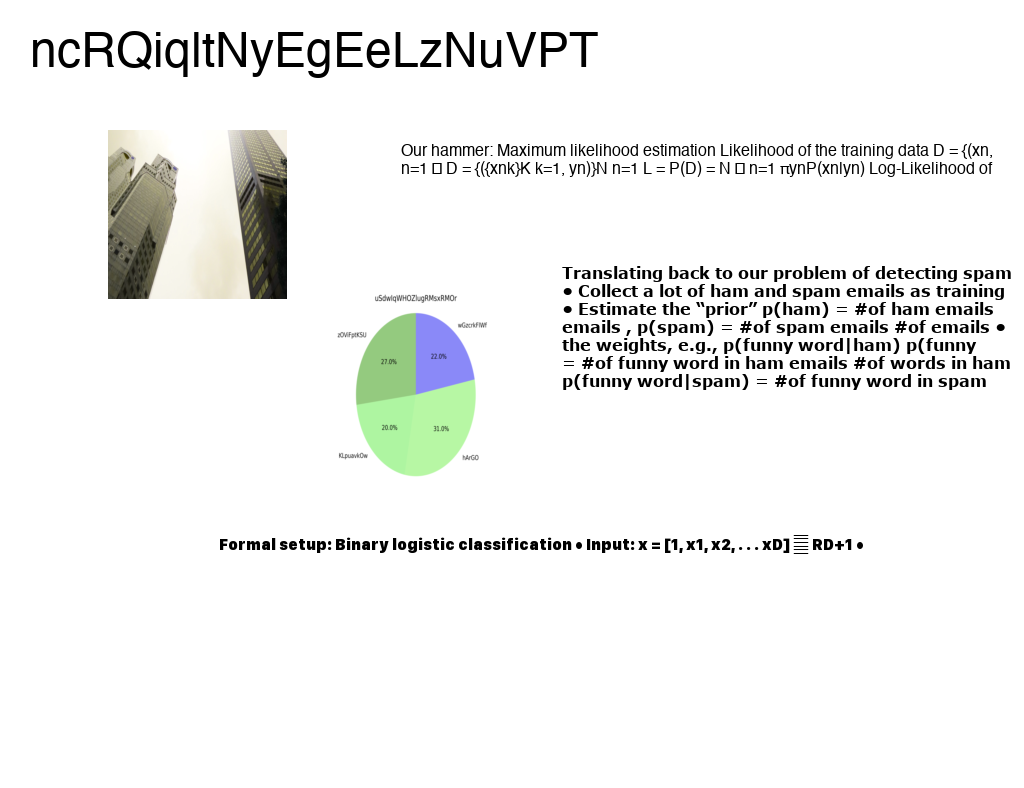 ncRQiqItNyEgEeLzNuVPT
Our hammer: Maximum likelihood estimation Likelihood of the training data D = {(xn,
n=1 □ D = {({xnk}K k=1, yn)}N n=1 L = P(D) = N □ n=1 πynP(xn|yn) Log-Likelihood of
Translating back to our problem of detecting spam
• Collect a lot of ham and spam emails as training
• Estimate the “prior” p(ham) = #of ham emails
emails , p(spam) = #of spam emails #of emails •
the weights, e.g., p(funny word|ham) p(funny
= #of funny word in ham emails #of words in ham
p(funny word|spam) = #of funny word in spam
uSdwIqWHOZlugRMsxRMOr
zOViFptKSU
wGzcrkFIWf
27.0%
22.0%
20.0%
31.0%
KLpuavkOw
hArGO
Formal setup: Binary logistic classification • Input: x = [1, x1, x2, . . . xD] RD+1 •